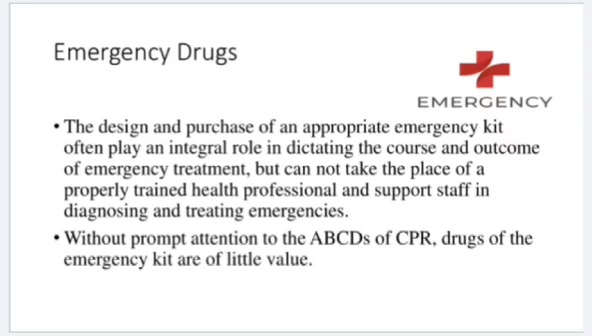 Emergency Drugs
EMERGENCY
• The design and purchase of an appropriate emergency kit
often play an integral role in dictating the course and outcome
of emergency treatment, but can not take the place of a
properly trained health professional and support staff in
diagnosing and treating emergencies.
• Without prompt attention to the ABCDs of CPR, drugs of the
emergency kit are of little value.